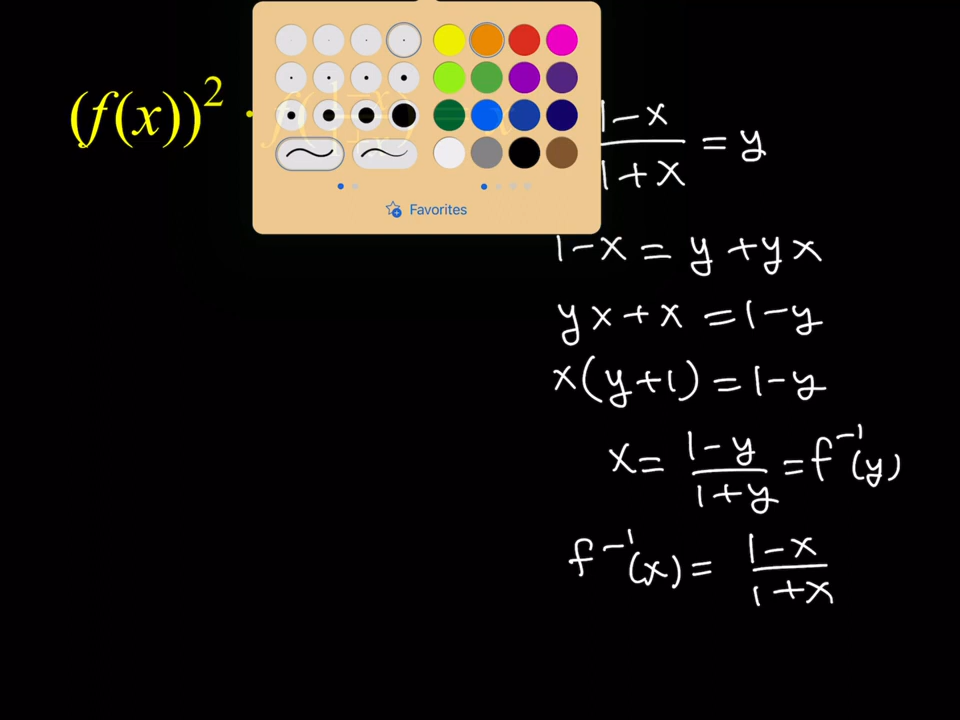 (f(x))² ·
1-x/1+x = y
1-x = y+yx
yx+x = 1-y
x(y+1) = 1-y
x = 1-y/1+y = f⁻¹(y)
f⁻¹(x) = 1-x/1+x
Favorites